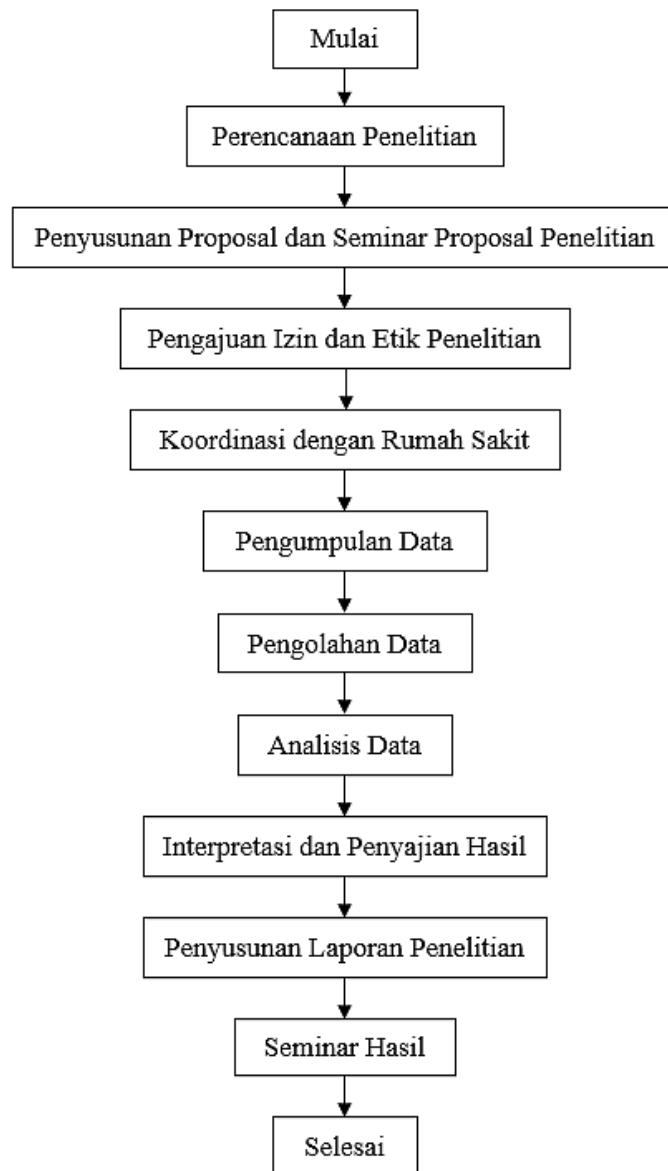 Mulai
Perencanaan Penelitian
Penyusunan Proposal dan Seminar Proposal Penelitian
Pengajuan Izin dan Etik Penelitian
Koordinasi dengan Rumah Sakit
Pengumpulan Data
Pengolahan Data
Analisis Data
Interpretasi dan Penyajian Hasil
Penyusunan Laporan Penelitian
Seminar Hasil
Selesai